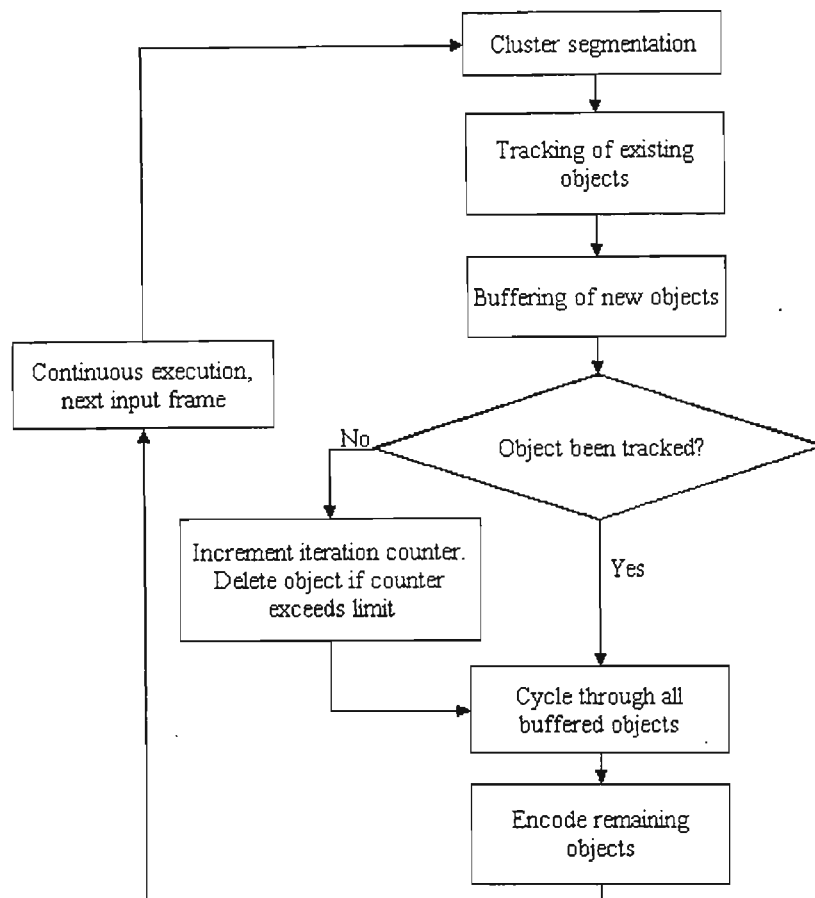 Cluster segmentation
Tracking of existing
objects
Buffering of new objects
Continuous execution,
next input frame
No
Object been tracked?
Increment iteration counter.
Delete object if counter
exceeds limit
Yes
Cycle through all
buffered objects
Encode remaining
objects